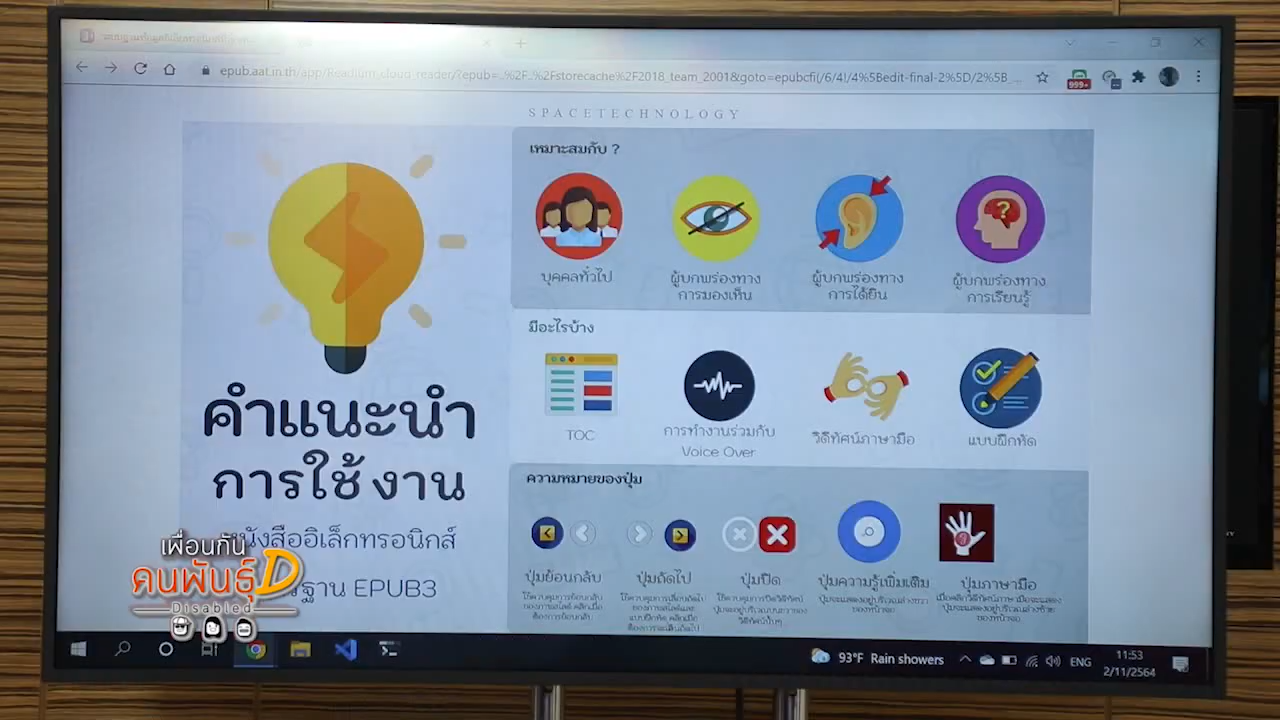 epub.aat.in.th/app/Readium_cloud_reader/?epub=..%2F..%2Fstorecache%2F2018_team_2001&goto=epubcfi(/6/4!/4%5Bedit-final-2%5D/2%5B_...
999+
SPACETECHNOLOGY
คำแนะนำ
การใช้งาน
หนังสืออิเล็กทรอนิกส์
ฐาน EPUB3
เหมาะสมกับ ?
บุคคลทั่วไป
ผู้บกพร่องทาง
การมองเห็น
ผู้บกพร่องทาง
การได้ยิน
ผู้บกพร่องทาง
การเรียนรู้
มีอะไรบ้าง
TOC
การทำงานร่วมกับ
Voice Over
วิดีทัศน์ภาษามือ
แบบฝึกหัด
ความหมายของปุ่ม
ปุ่มย้อนกลับ
ปุ่มถัดไป
ปุ่มปิด
ปุ่มความรู้เพิ่มเติม
ปุ่มภาษามือ
เพื่อนกัน
คนพันธุ์D
Disabled
93°F Rain showers
ENG
11:53
2/11/2564